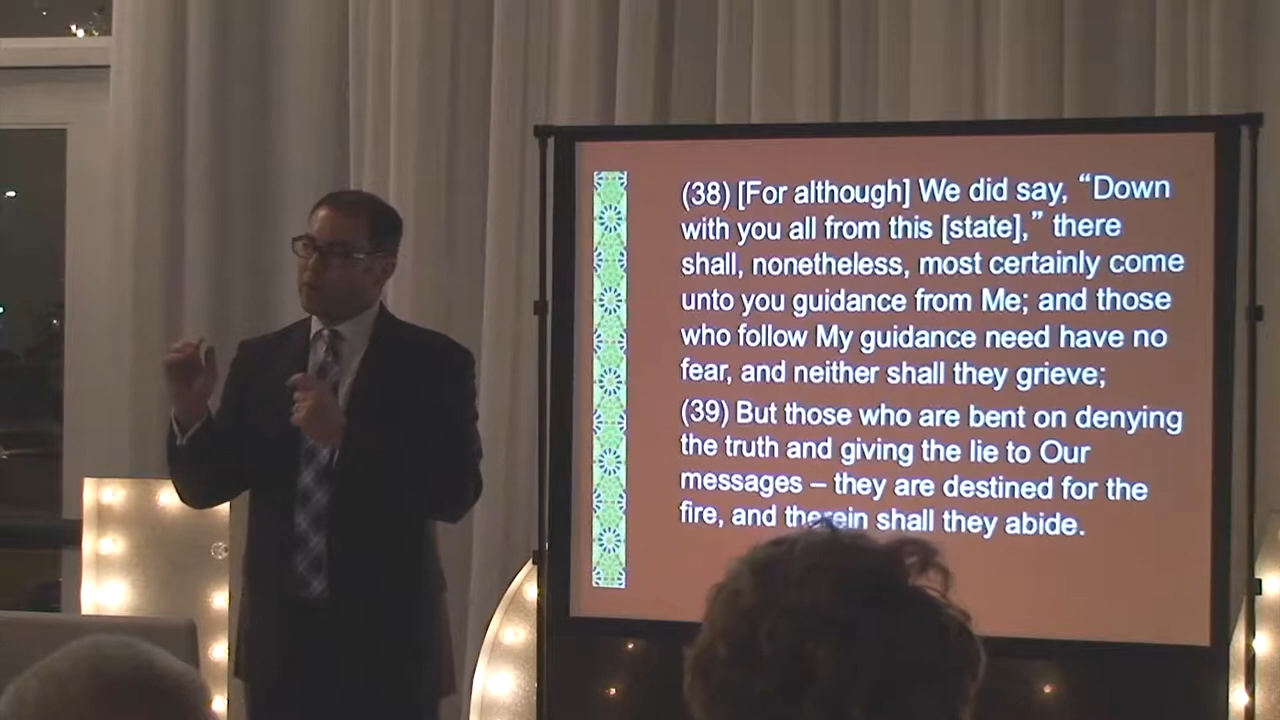 (38) [For although] We did say, “Down
with you all from this [state],” there
shall, nonetheless, most certainly come
unto you guidance from Me; and those
who follow My guidance need have no
fear, and neither shall they grieve;
(39) But those who are bent on denying
the truth and giving the lie to Our
messages – they are destined for the
fire, and therein shall they abide.